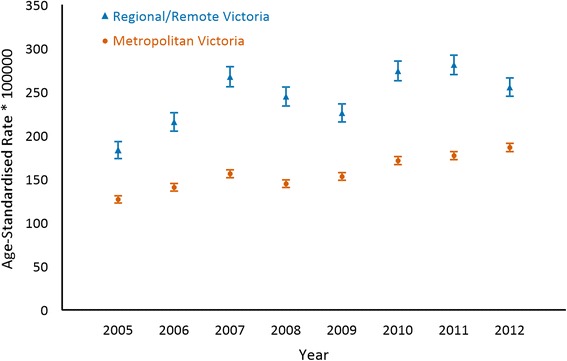 Age-Standardised Rate * 100000
350
300
250
200
150
100
50
0
Regional/Remote Victoria
Metropolitan Victoria
2005 2006 2007 2008 2009 2010 2011 2012
Year